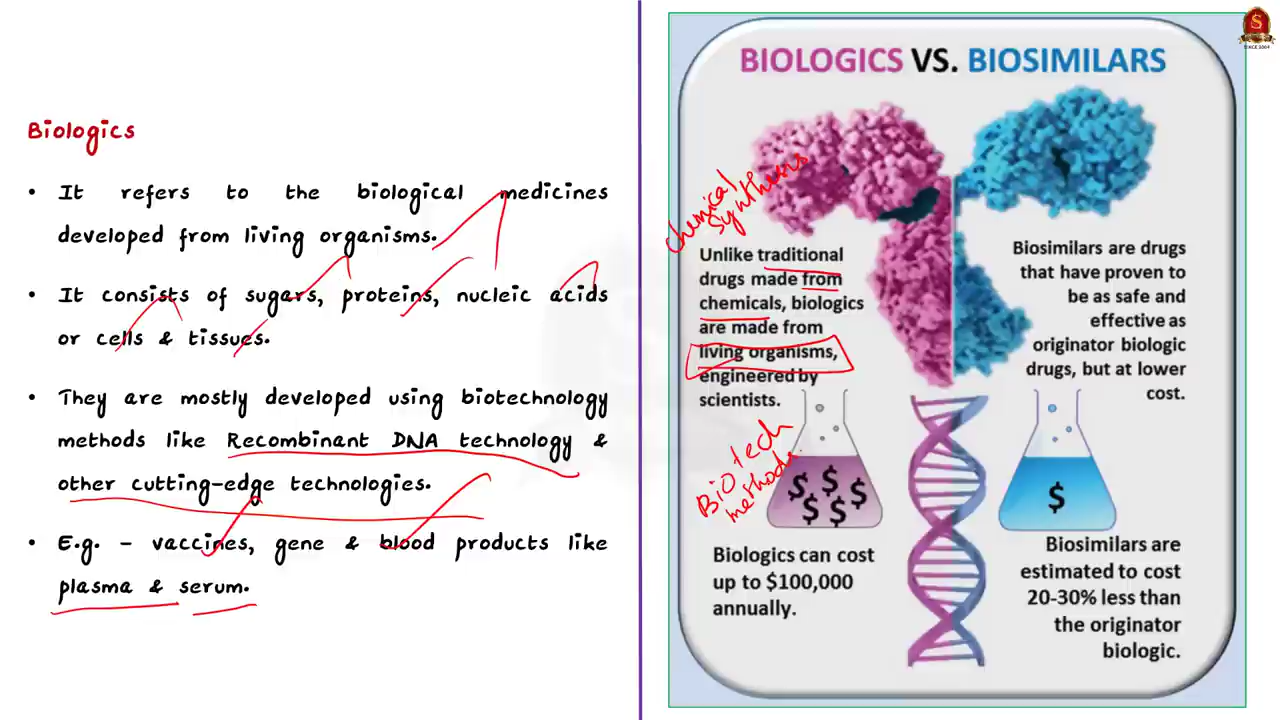 Biologics
• It refers to the biological medicines
developed from living organisms.
• It consists of sugars, proteins, nucleic acids
or cells & tissues.
• They are mostly developed using biotechnology
methods like Recombinant DNA technology &
other cutting-edge technologies.
• E.g. - vaccines, gene & blood products like
plasma & serum.
S
SINCE 2004
BIOLOGICS VS. BIOSIMILARS
chemical
synthesis
Unlike traditional
drugs made from
chemicals, biologics
are made from
living organisms,
engineered by
scientists.
Biotech
methods.
$ $ $
$ $
Biologics can cost
up to $100,000
annually.
Biosimilars are drugs
that have proven to
be as safe and
effective as
originator biologic
drugs, but at lower
cost.
$
Biosimilars are
estimated to cost
20-30% less than
the originator
biologic.